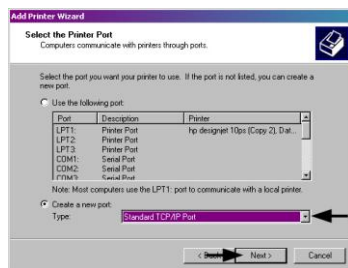 Add Printer Wizard
Select the Printer Port
Computers communicate with printers through ports.
Select the port you want your printer to use. If the port is not listed, you can create a
new port.
Use the following port:
Port Description Printer
LPT1: Printer Port hp designjet 10ps (Copy 2), Dat...
LPT2: Printer Port
LPT3: Printer Port
COM1: Serial Port
COM2: Serial Port
COM3: Serial Port
Note: Most computers use the LPT1: port to communicate with a local printer.
Create a new port:
Type: Standard TCP/IP Port
< Back Next > Cancel